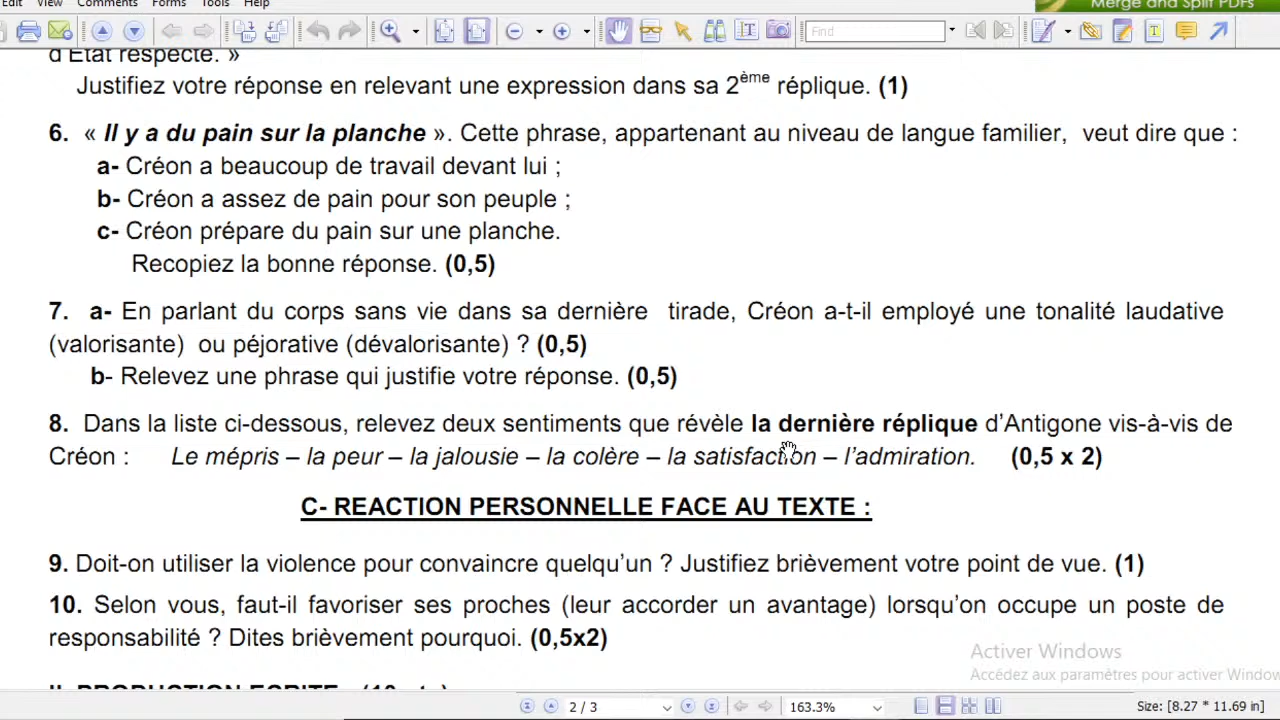 Edit View Comments Forms Tools Help
Merge and Split PDFs
Find
d'Etat respecté. »
Justifiez votre réponse en relevant une expression dans sa 2ème réplique. (1)
6. « Il y a du pain sur la planche ». Cette phrase, appartenant au niveau de langue familier, veut dire que :
a- Créon a beaucoup de travail devant lui ;
b- Créon a assez de pain pour son peuple ;
c- Créon prépare du pain sur une planche.
Recopiez la bonne réponse. (0,5)
7. a- En parlant du corps sans vie dans sa dernière tirade, Créon a-t-il employé une tonalité laudative
(valorisante) ou péjorative (dévalorisante) ? (0,5)
b- Relevez une phrase qui justifie votre réponse. (0,5)
8. Dans la liste ci-dessous, relevez deux sentiments que révèle la dernière réplique d'Antigone vis-à-vis de
Créon : Le mépris – la peur – la jalousie – la colère – la satisfaction – l'admiration. (0,5 x 2)
C- REACTION PERSONNELLE FACE AU TEXTE :
9. Doit-on utiliser la violence pour convaincre quelqu'un ? Justifiez brièvement votre point de vue. (1)
10. Selon vous, faut-il favoriser ses proches (leur accorder un avantage) lorsqu'on occupe un poste de
responsabilité ? Dites brièvement pourquoi. (0,5x2)
Activer Windows
Accédez aux paramètres pour activer Windows
II- PRODUCTION ECRITE (10 pts)
2 / 3 163.3% Size: [8.27 * 11.69 in]